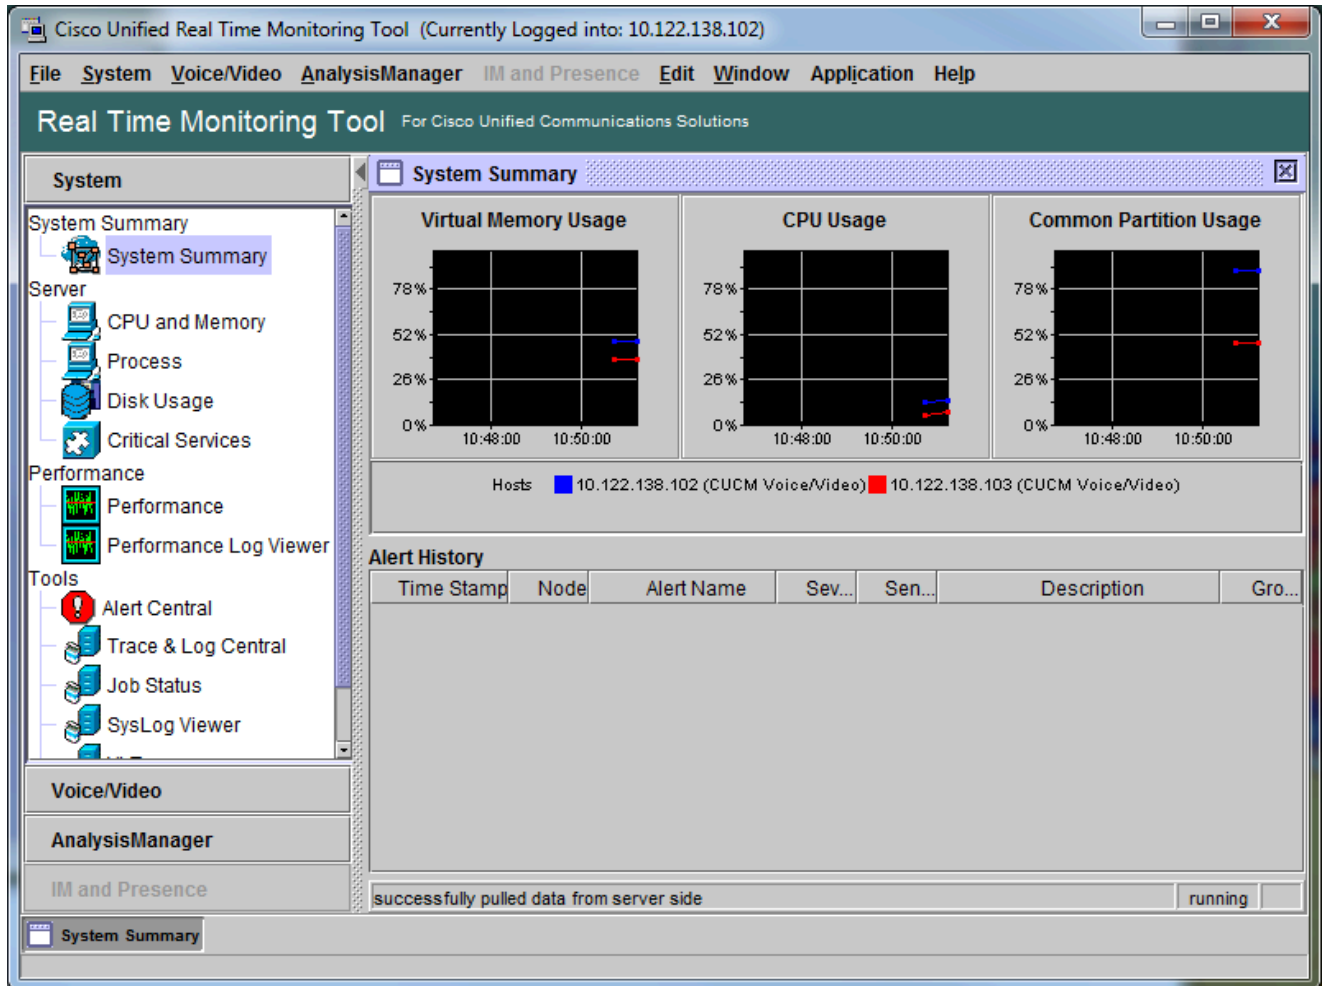 Cisco Unified Real Time Monitoring Tool (Currently Logged into: 10.122.138.102)
File System Voice/Video AnalysisManager IM and Presence Edit Window Application Help
Real Time Monitoring Tool For Cisco Unified Communications Solutions
System
System Summary
System Summary
Server
CPU and Memory
Process
Disk Usage
Critical Services
Performance
Performance
Performance Log Viewer
Tools
Alert Central
Trace & Log Central
Job Status
SysLog Viewer
Voice/Video
AnalysisManager
IM and Presence
System Summary
Virtual Memory Usage
78%
52%
26%
0%
10:48:00 10:50:00
CPU Usage
78%
52%
26%
0%
10:48:00 10:50:00
Common Partition Usage
78%
52%
26%
0%
10:48:00 10:50:00
Hosts 10.122.138.102 (CUCM Voice/Video) 10.122.138.103 (CUCM Voice/Video)
Alert History
Time Stamp Node Alert Name Sev... Sen... Description Gro...
successfully pulled data from server side running
System Summary